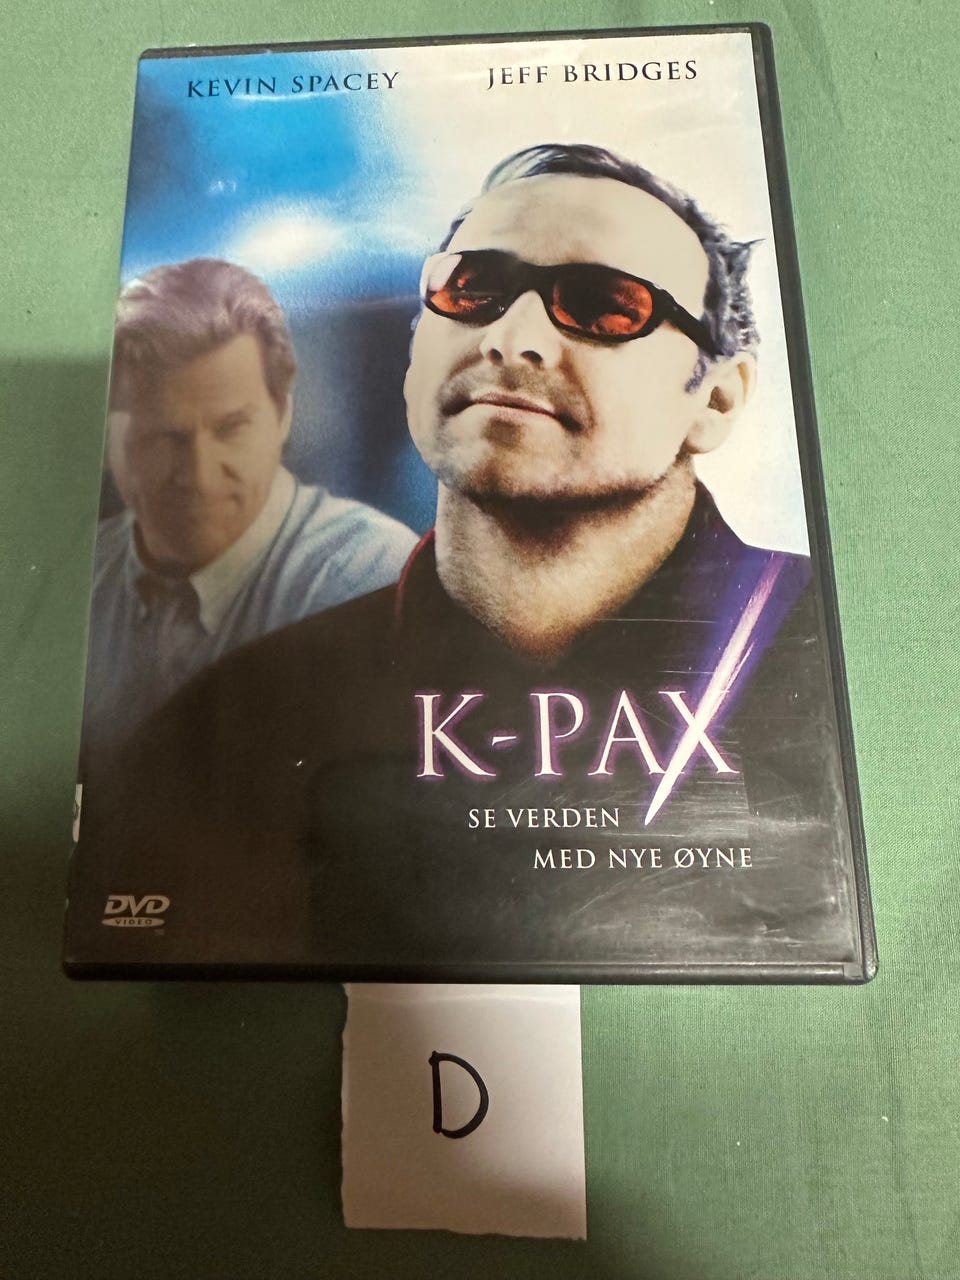 KEVIN SPACEY JEFF BRIDGES
K-PAX
SE VERDEN
MED NYE ØYNE
DVD
VIDEO
D